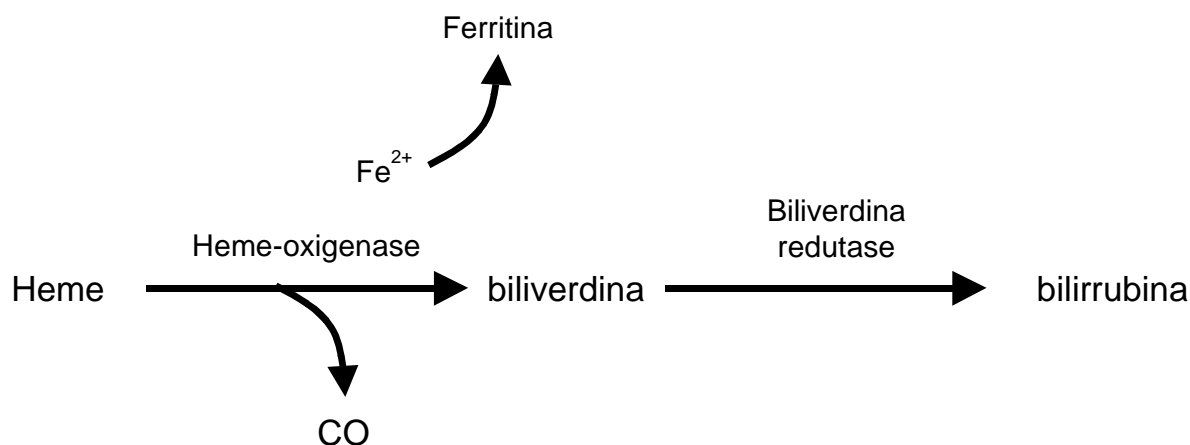 Ferritina
Fe²⁺
Heme-oxigenase
Biliverdina
redutase
Heme
biliverdina
bilirrubina
CO